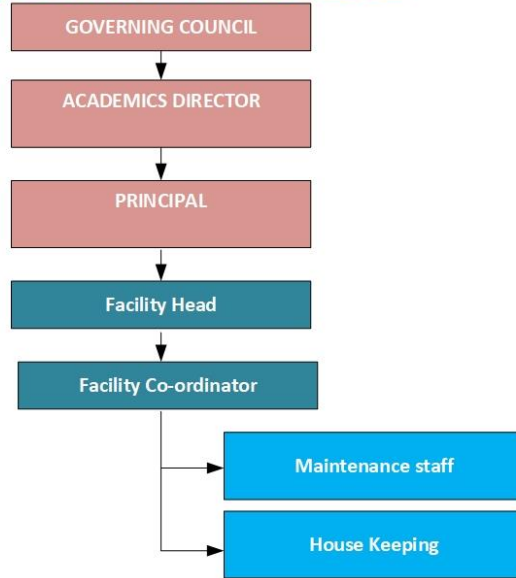 GOVERNING COUNCIL
ACADEMICS DIRECTOR
PRINCIPAL
Facility Head
Facility Co-ordinator
Maintenance staff
House Keeping